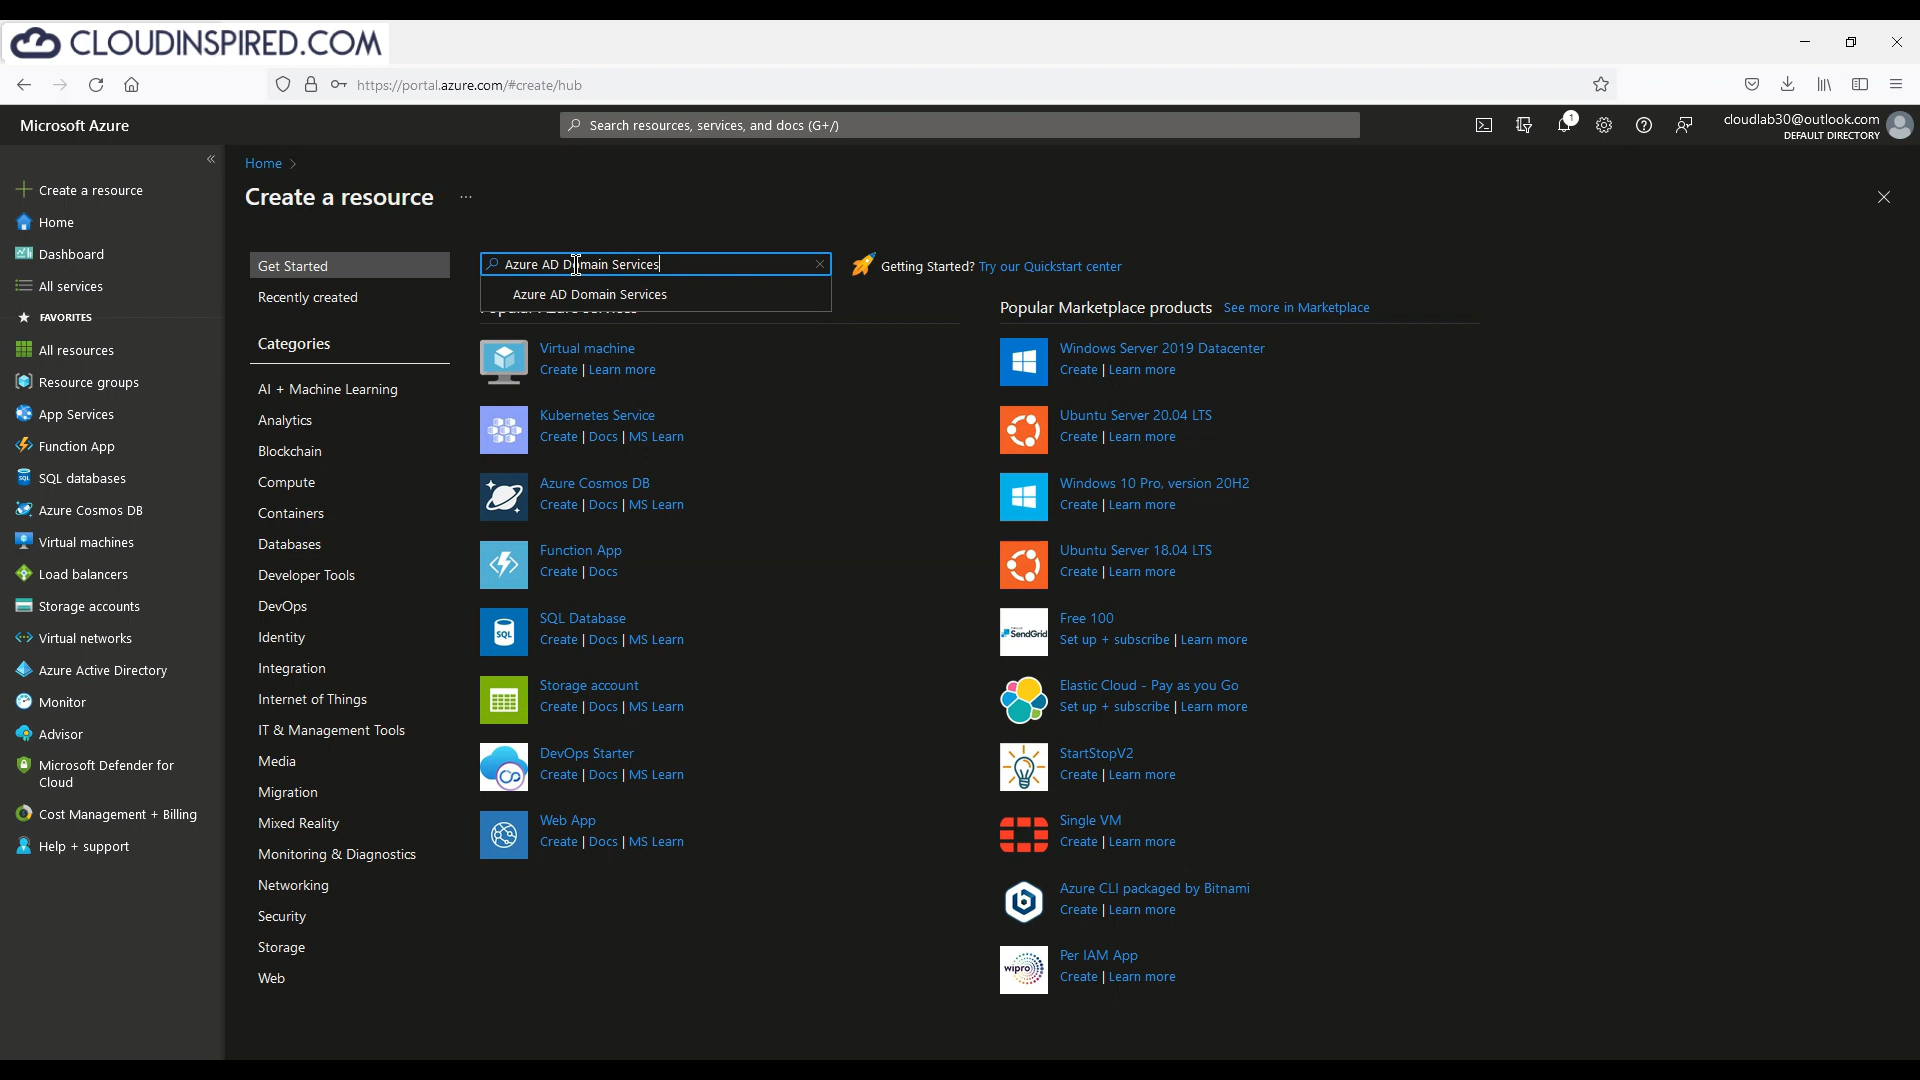 CLOUDINSPIRED.COM
https://portal.azure.com/#create/hub
Microsoft Azure
Search resources, services, and docs (G+/)
1
cloudlab30@outlook.com
DEFAULT DIRECTORY
Create a resource
Home
Dashboard
All services
FAVORITES
All resources
Resource groups
App Services
Function App
SQL databases
Azure Cosmos DB
Virtual machines
Load balancers
Storage accounts
Virtual networks
Azure Active Directory
Monitor
Advisor
Microsoft Defender for
Cloud
Cost Management + Billing
Help + support
Home >
Create a resource ...
Get Started
Recently created
Categories
AI + Machine Learning
Analytics
Blockchain
Compute
Containers
Databases
Developer Tools
DevOps
Identity
Integration
Internet of Things
IT & Management Tools
Media
Migration
Mixed Reality
Monitoring & Diagnostics
Networking
Security
Storage
Web
Azure AD Domain Services
Azure AD Domain Services
Getting Started? Try our Quickstart center
Virtual machine
Create | Learn more
Kubernetes Service
Create | Docs | MS Learn
Azure Cosmos DB
Create | Docs | MS Learn
Function App
Create | Docs
SQL
SQL Database
Create | Docs | MS Learn
Storage account
Create | Docs | MS Learn
DevOps Starter
Create | Docs | MS Learn
Web App
Create | Docs | MS Learn
Popular Marketplace products See more in Marketplace
Windows Server 2019 Datacenter
Create | Learn more
Ubuntu Server 20.04 LTS
Create | Learn more
Windows 10 Pro, version 20H2
Create | Learn more
Ubuntu Server 18.04 LTS
Create | Learn more
SendGrid
Free 100
Set up + subscribe | Learn more
Elastic Cloud - Pay as you Go
Set up + subscribe | Learn more
StartStopV2
Create | Learn more
Single VM
Create | Learn more
Azure CLI packaged by Bitnami
Create | Learn more
wipro
Per IAM App
Create | Learn more